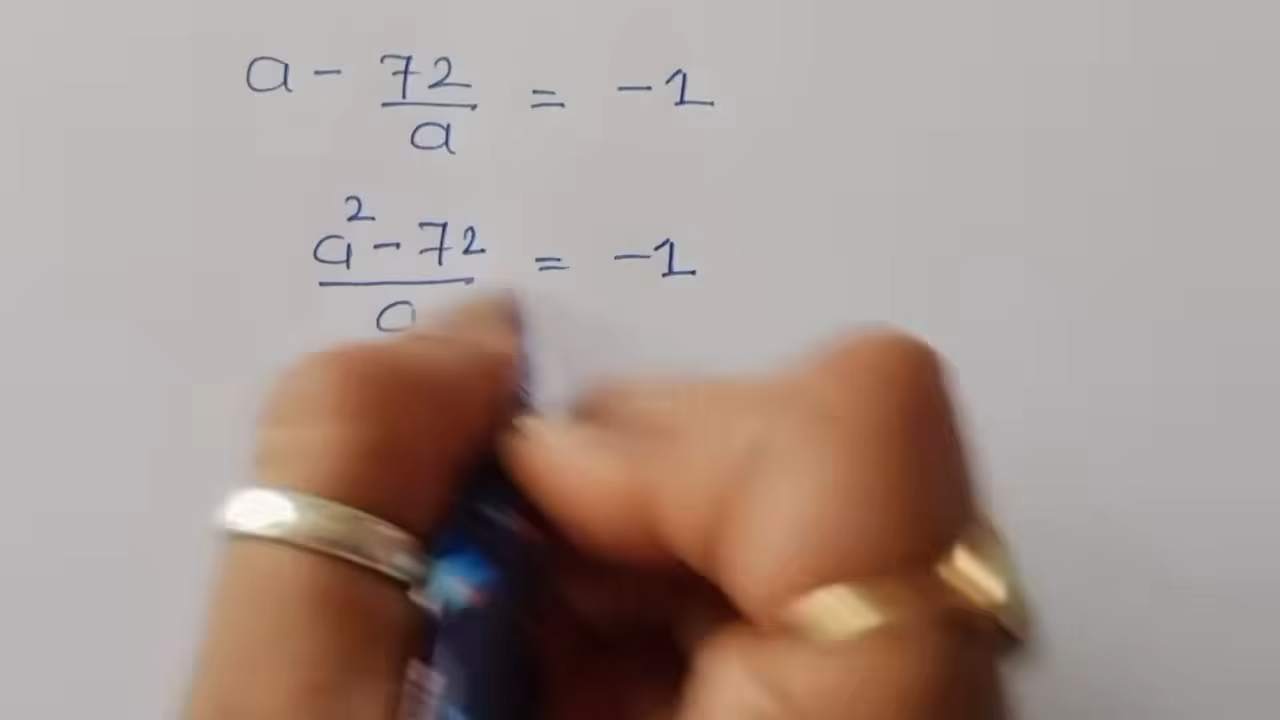 a - 72/a = -1
a² - 72/a = -1